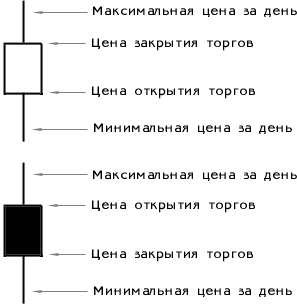 Максимальная цена за день
Цена закрытия торгов
Цена открытия торгов
Минимальная цена за день
Максимальная цена за день
Цена открытия торгов
Цена закрытия торгов
Минимальная цена за день